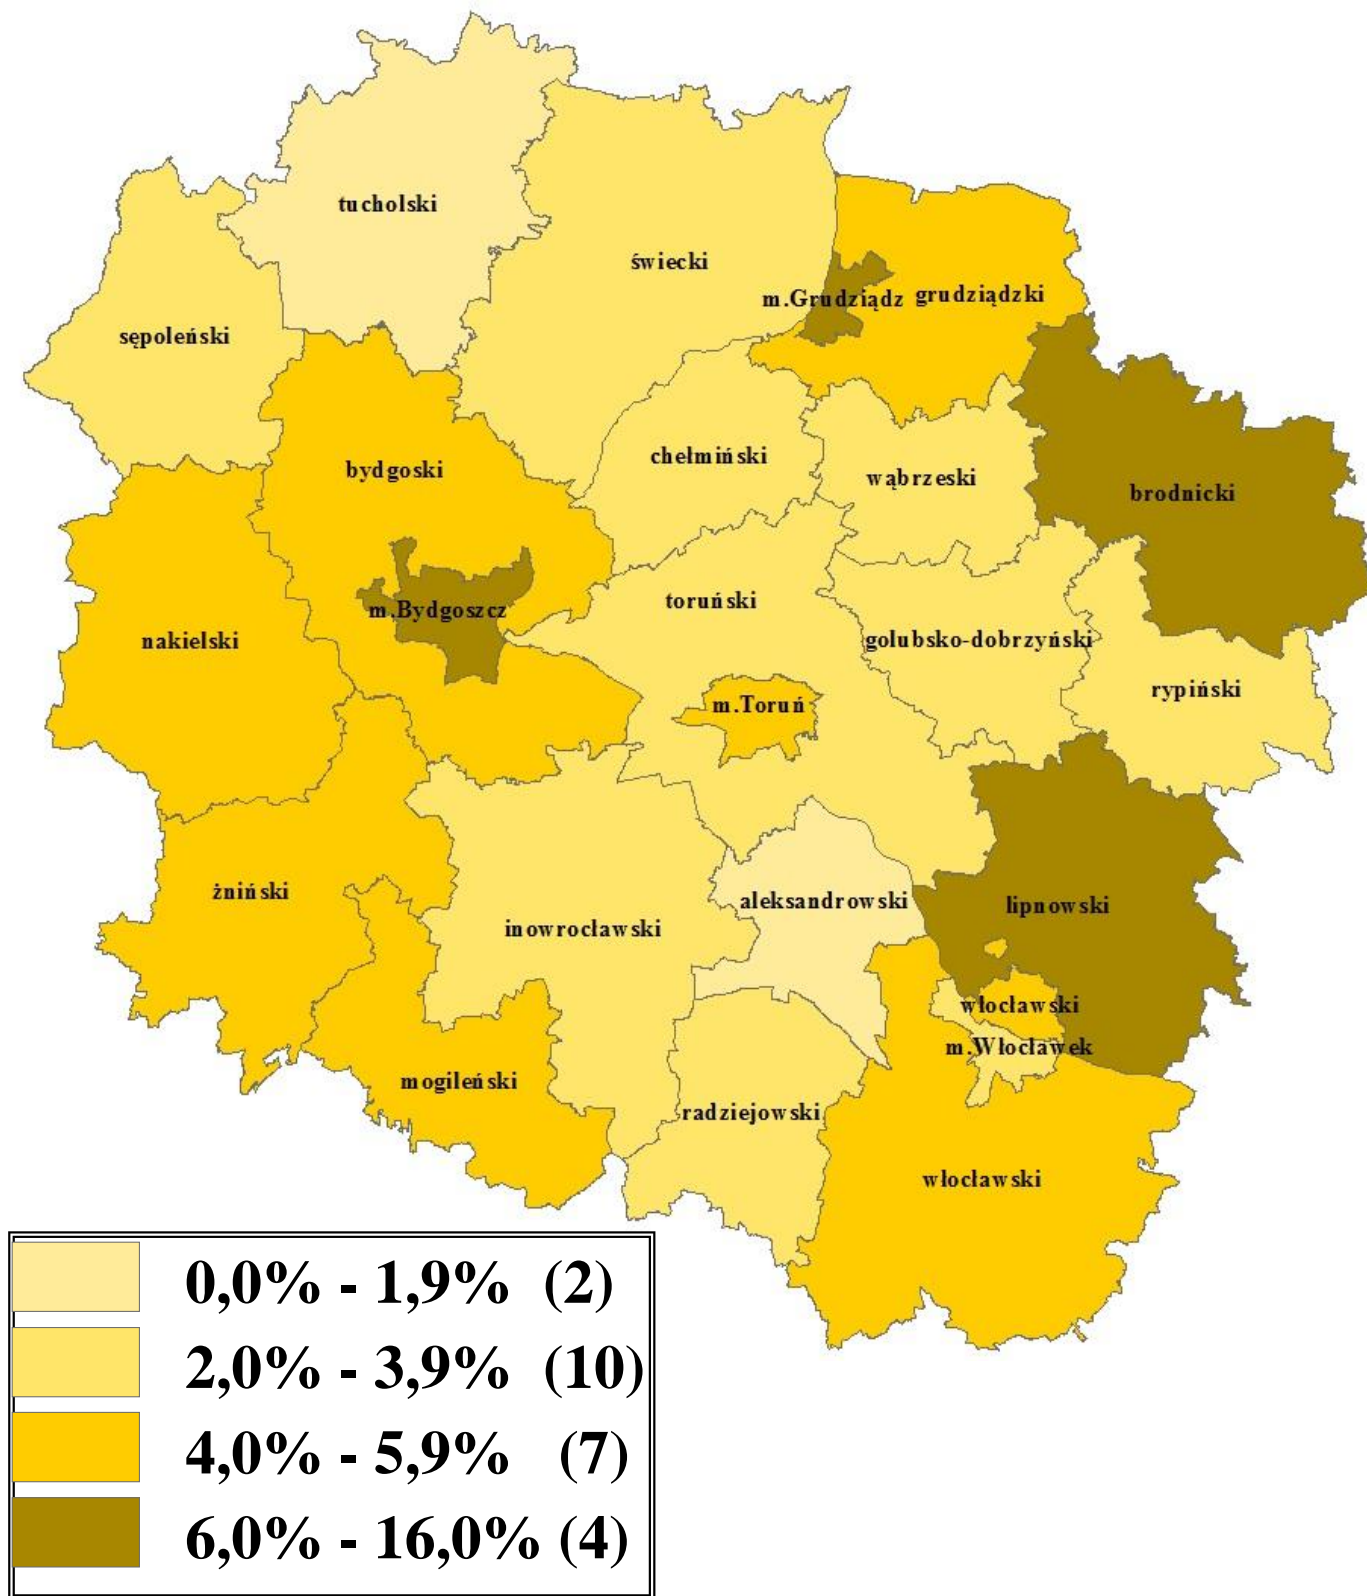 tucholski
świecki
m.Grudziądz
grudziądzki
sępoleński
chełmiński
bydgoski
wąbrzeski
brodnicki
toruński
m.Bydgoszcz
nakielski
golubsko-dobrzyński
rypiński
m.Toruń
żniński
aleksandrowski
lipnowski
inowrocławski
włocławski
m.Włocławek
mogileński
radziejowski
włocławski
0,0% - 1,9% (2)
2,0% - 3,9% (10)
4,0% - 5,9% (7)
6,0% - 16,0% (4)